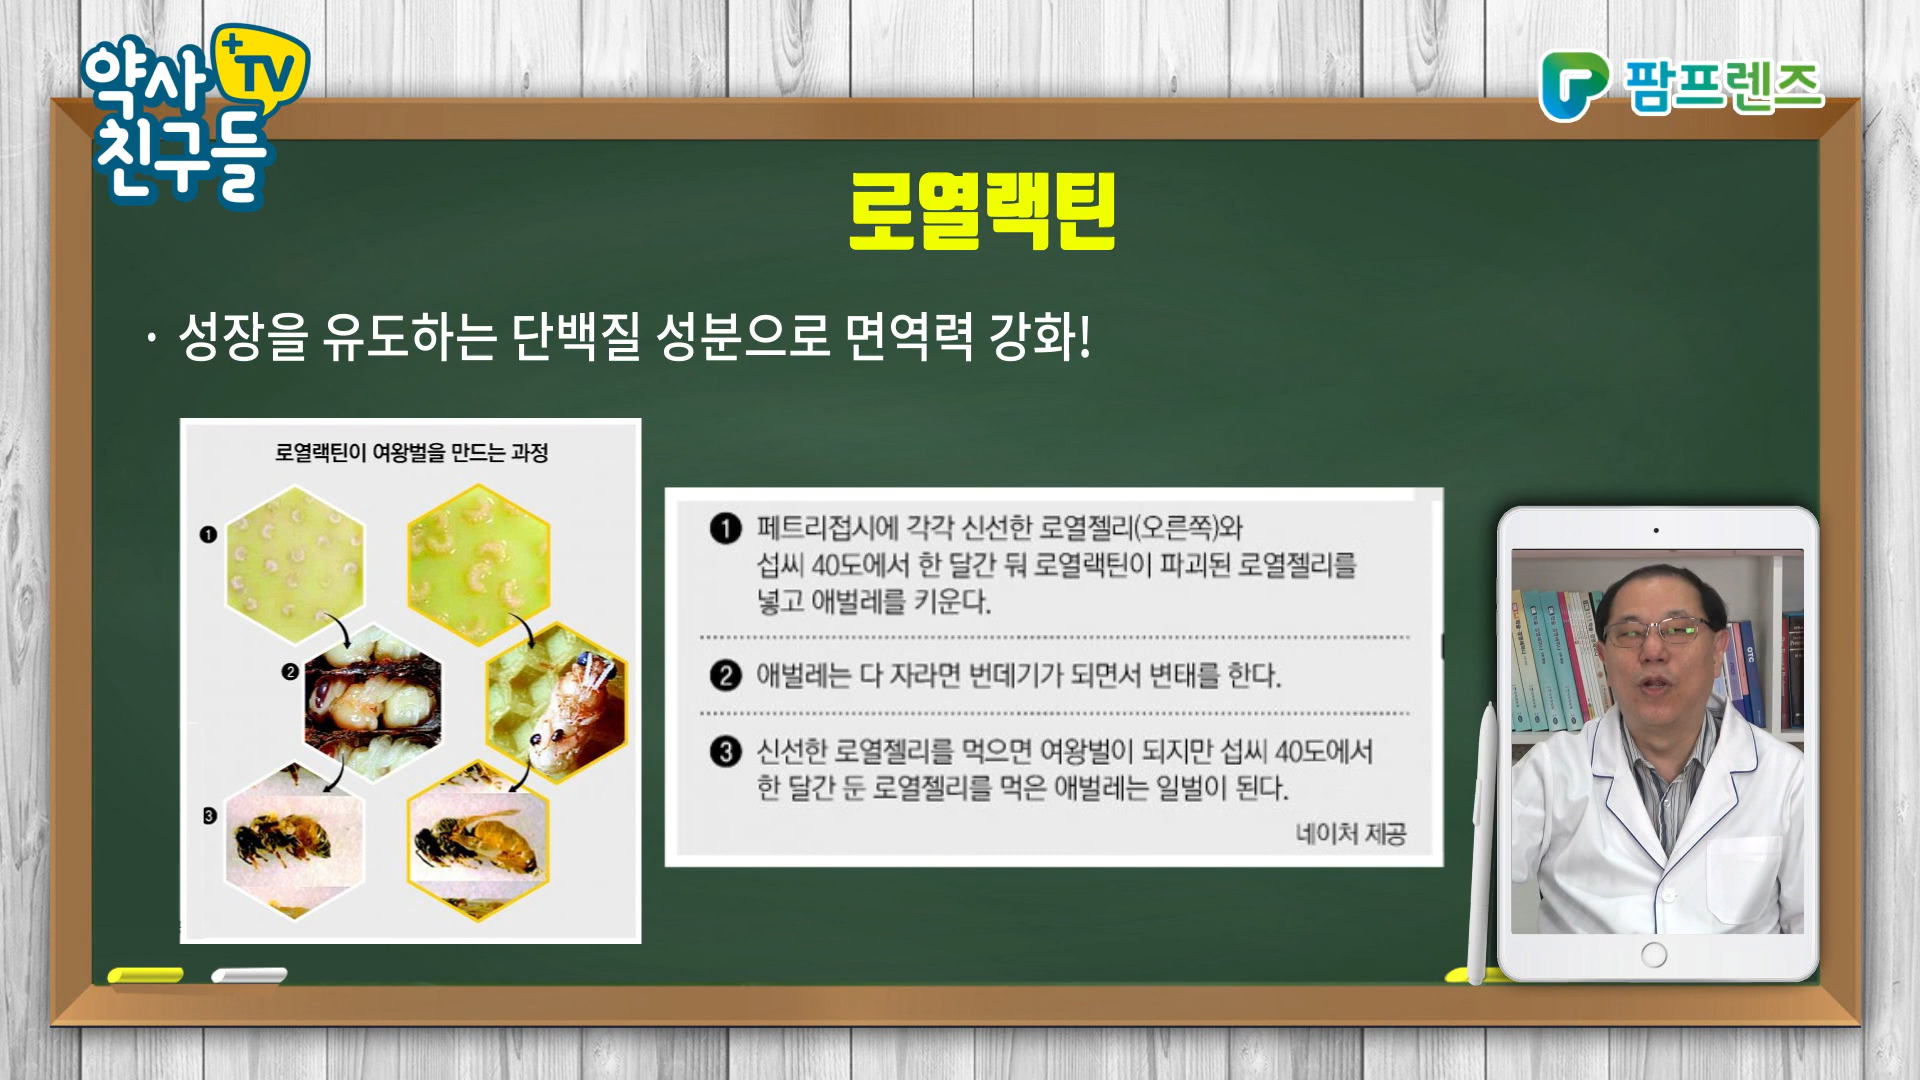 약사 TV
친구들
팜프렌즈
로열랙틴
· 성장을 유도하는 단백질 성분으로 면역력 강화!
로열랙틴이 여왕벌을 만드는 과정
1
2
3
1 페트리접시에 각각 신선한 로열젤리(오른쪽)와
섭씨 40도에서 한 달간 둬 로열랙틴이 파괴된 로열젤리를
넣고 애벌레를 키운다.
2 애벌레는 다 자라면 번데기가 되면서 변태를 한다.
3 신선한 로열젤리를 먹으면 여왕벌이 되지만 섭씨 40도에서
한 달간 둔 로열젤리를 먹은 애벌레는 일벌이 된다.
네이처 제공
OTC